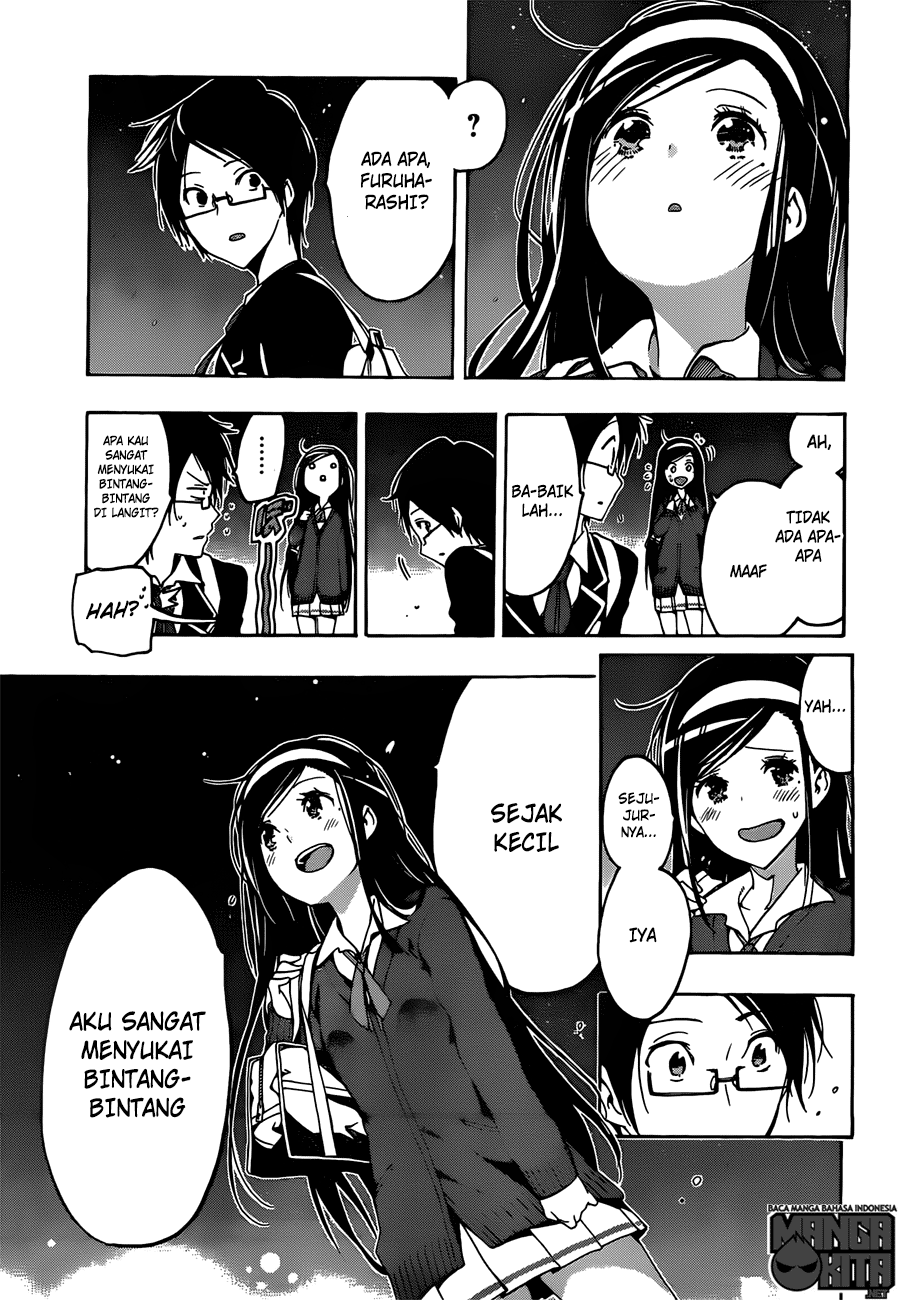 ?
ADA APA,
FURUHA-
RASHI?
AH,
TIDAK
ADA APA-
APA
MAAF
BA-BAIK
LAH...
......
APA KAU
SANGAT
MENYUKAI
BINTANG-
BINTANG
DI LANGIT?
HAH?
YAH...
SEJU-
JUR-
NYA...
IYA
SEJAK
KECIL
AKU SANGAT
MENYUKAI
BINTANG-
BINTANG
BACA MANGA BAHASA INDONESIA
MANGA
KITA
.NET